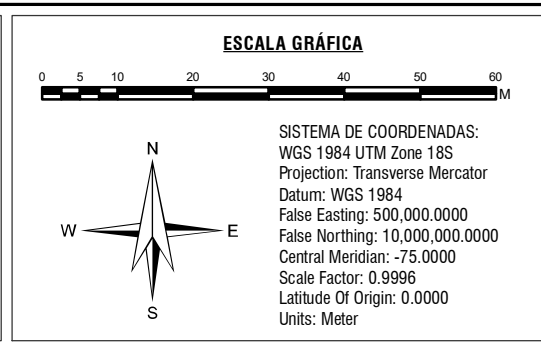 ESCALA GRÁFICA
0 5 10 20 30 40 50 60
M
N
W E
S
SISTEMA DE COORDENADAS:
WGS 1984 UTM Zone 18S
Projection: Transverse Mercator
Datum: WGS 1984
False Easting: 500,000.0000
False Northing: 10,000,000.0000
Central Meridian: -75.0000
Scale Factor: 0.9996
Latitude Of Origin: 0.0000
Units: Meter